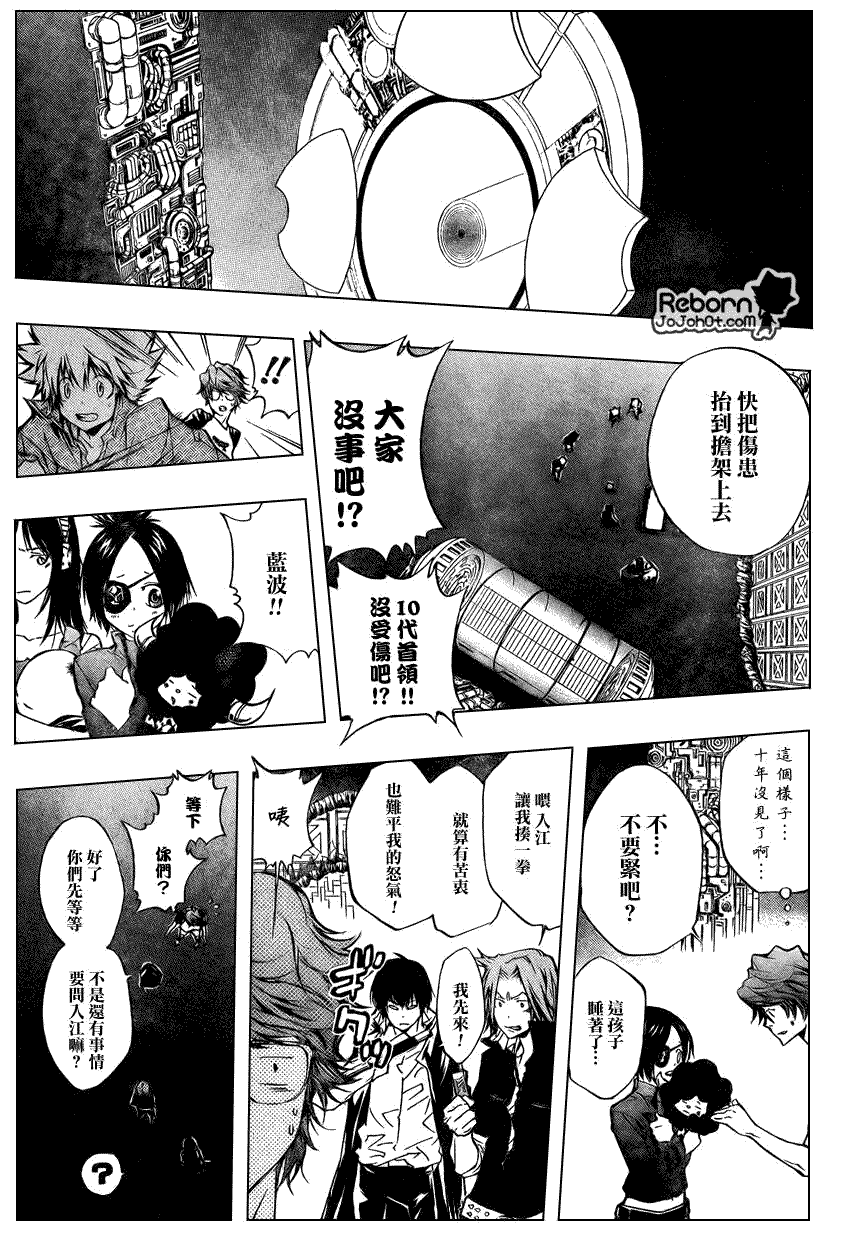 Reborn
JoJoHOt.com
快把傷患
抬到擔架上去
大家
沒事吧!?
10代首領!!
沒受傷吧!?
!!
藍波!!
這個樣子…
十年沒見了啊…
不…
不要緊吧?
這孩子
睡著了…
喂入江
讓我揍一拳
就算有苦衷
也難平我的怒氣!
我先來!
咦
ギクッ
等下
你們?
好了
你們先等等
不是還有事情
要問入江嘛?
?